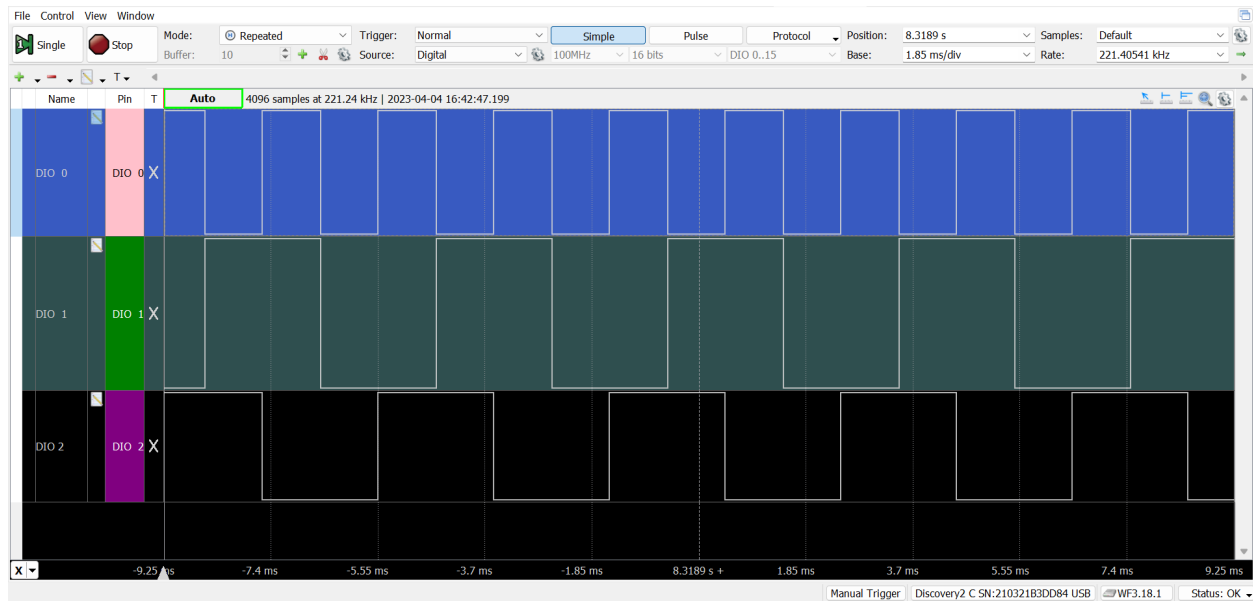 File Control View Window
Single Stop Mode: Repeated Trigger: Normal Simple Pulse Protocol Position: 8.3189 s Samples: Default
Buffer: 10 Source: Digital 100MHz 16 bits DIO 0..15 Base: 1.85 ms/div Rate: 221.40541 kHz
T
Name Pin T Auto 4096 samples at 221.24 kHz | 2023-04-04 16:42:47.199
DIO 0 DIO 0 X
DIO 1 DIO 1 X
DIO 2 DIO 2 X
X -9.25 ms -7.4 ms -5.55 ms -3.7 ms -1.85 ms 8.3189 s + 1.85 ms 3.7 ms 5.55 ms 7.4 ms 9.25 ms
Manual Trigger Discovery2 C SN:210321B3DD84 USB WF3.18.1 Status: OK